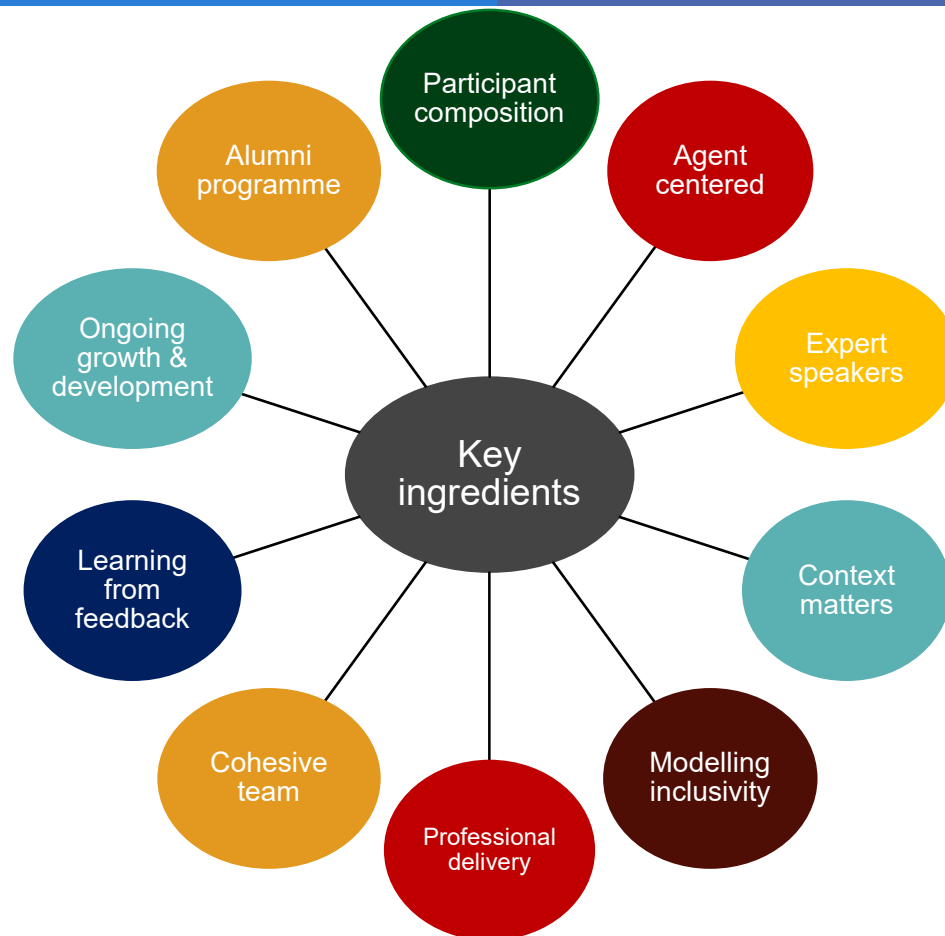 Participant
composition
Agent
centered
Expert
speakers
Context
matters
Modelling
inclusivity
Professional
delivery
Cohesive
team
Learning
from
feedback
Ongoing
growth &
development
Alumni
programme
Key
ingredients